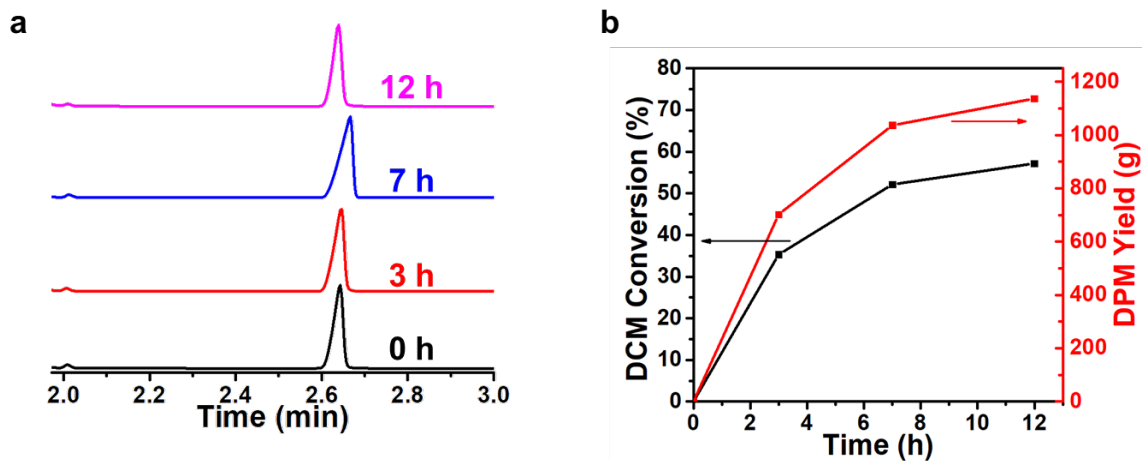 a
12 h
7 h
3 h
0 h
2.0 2.2 2.4 2.6 2.8 3.0
Time (min)
b
80
70
60
50
40
30
20
10
0
DCM Conversion (%)
1200
1000
800
600
400
200
0
DPM Yield (g)
0 2 4 6 8 10 12
Time (h)